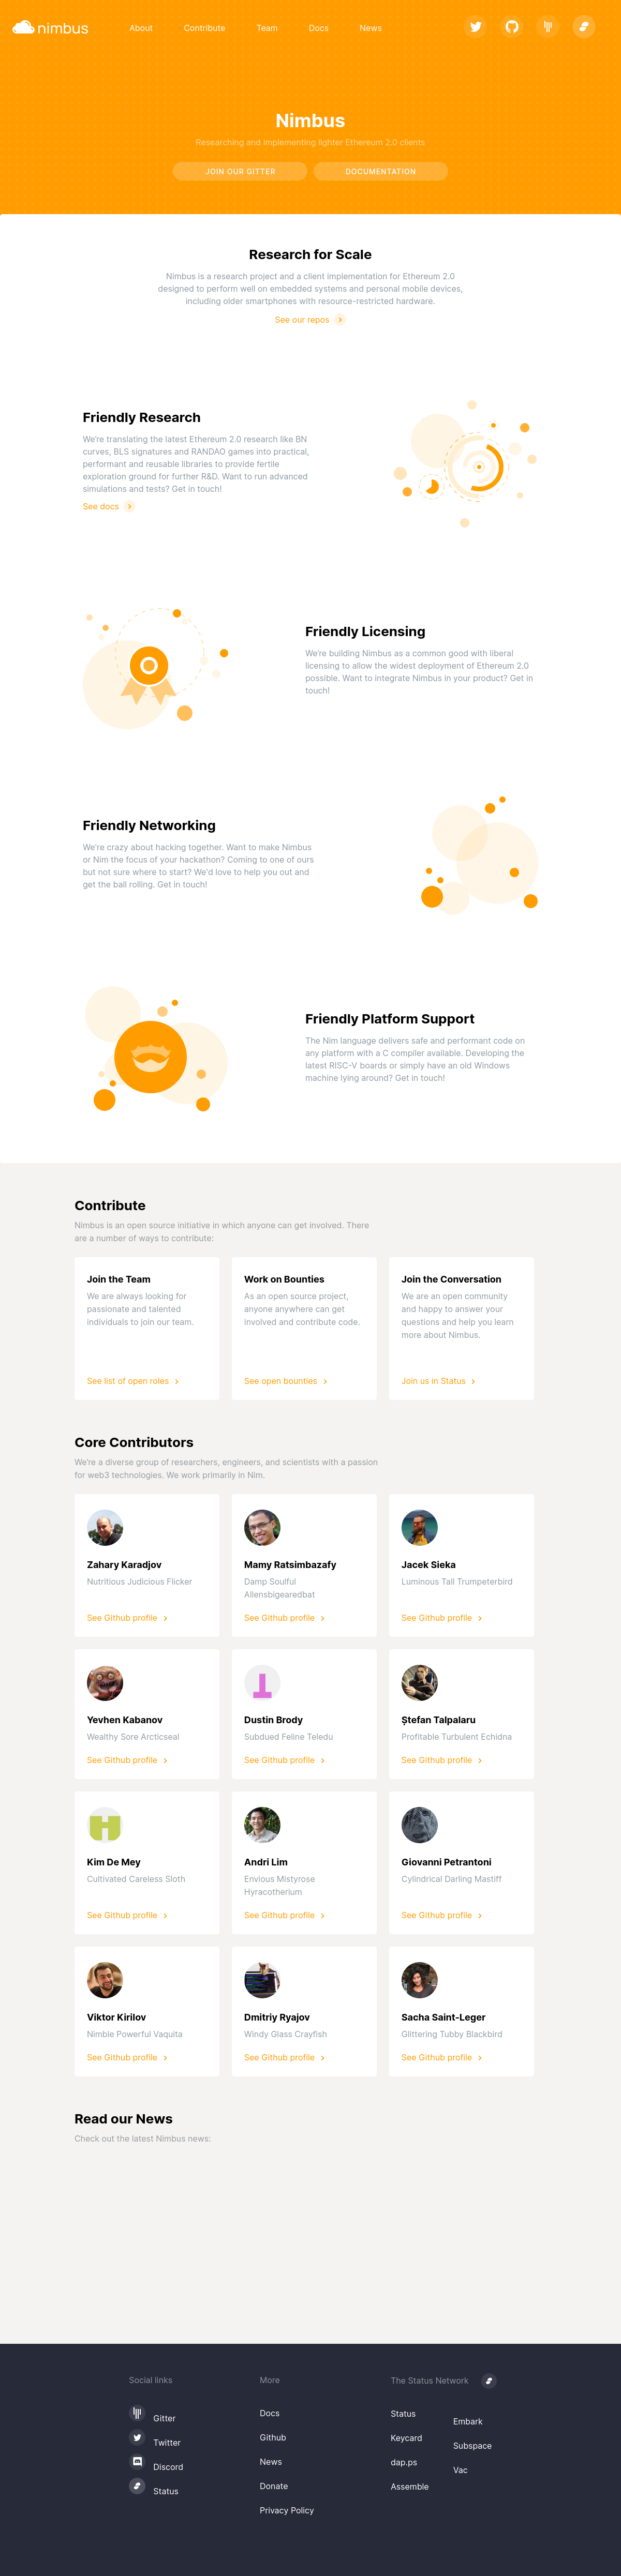 nimbus
About
Contribute
Team
Docs
News
Nimbus
Researching and implementing lighter Ethereum 2.0 clients
JOIN OUR GITTER
DOCUMENTATION
Research for Scale
Nimbus is a research project and a client implementation for Ethereum 2.0
designed to perform well on embedded systems and personal mobile devices,
including older smartphones with resource-restricted hardware.
See our repos
Friendly Research
We're translating the latest Ethereum 2.0 research like BN
curves, BLS signatures and RANDAO games into practical,
performant and reusable libraries to provide fertile
exploration ground for further R&D. Want to run advanced
simulations and tests? Get in touch!
See docs
Friendly Licensing
We're building Nimbus as a common good with liberal
licensing to allow the widest deployment of Ethereum 2.0
possible. Want to integrate Nimbus in your product? Get in
touch!
Friendly Networking
We're crazy about hacking together. Want to make Nimbus
or Nim the focus of your hackathon? Coming to one of ours
but not sure where to start? We'd love to help you out and
get the ball rolling. Get in touch!
Friendly Platform Support
The Nim language delivers safe and performant code on
any platform with a C compiler available. Developing the
latest RISC-V boards or simply have an old Windows
machine lying around? Get in touch!
Contribute
Nimbus is an open source initiative in which anyone can get involved. There
are a number of ways to contribute:
Join the Team
We are always looking for
passionate and talented
individuals to join our team.
See list of open roles
Work on Bounties
As an open source project,
anyone anywhere can get
involved and contribute code.
See open bounties
Join the Conversation
We are an open community
and happy to answer your
questions and help you learn
more about Nimbus.
Join us in Status
Core Contributors
We're a diverse group of researchers, engineers, and scientists with a passion
for web3 technologies. We work primarily in Nim.
Zahary Karadjov
Nutritious Judicious Flicker
See Github profile
Mamy Ratsimbazafy
Damp Soulful
Allensbigearedbat
See Github profile
Jacek Sieka
Luminous Tall Trumpeterbird
See Github profile
Yevhen Kabanov
Wealthy Sore Arcticseal
See Github profile
Dustin Brody
Subdued Feline Teledu
See Github profile
Ștefan Talpalaru
Profitable Turbulent Echidna
See Github profile
Kim De Mey
Cultivated Careless Sloth
See Github profile
Andri Lim
Envious Mistyrose
Hyracotherium
See Github profile
Giovanni Petrantoni
Cylindrical Darling Mastiff
See Github profile
Viktor Kirilov
Nimble Powerful Vaquita
See Github profile
Dmitriy Ryajov
Windy Glass Crayfish
See Github profile
Sacha Saint-Leger
Glittering Tubby Blackbird
See Github profile
Read our News
Check out the latest Nimbus news:
Social links
Gitter
Twitter
Discord
Status
More
Docs
Github
News
Donate
Privacy Policy
The Status Network
Status
Keycard
dap.ps
Assemble
Embark
Subspace
Vac